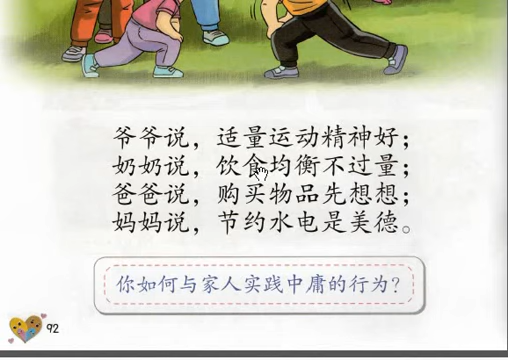 爷爷说，适量运动精神好；
奶奶说，饮食均衡不过量；
爸爸说，购买物品先想想；
妈妈说，节约水电是美德。
你如何与家人实践中庸的行为？
92